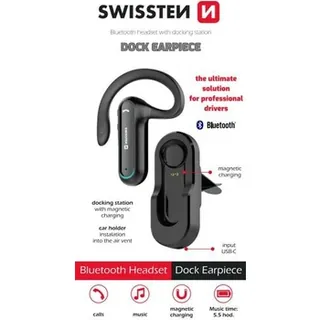 SWISSTEN N
Bluetooth headset with docking station
DOCK EARPIECE
the ultimate
solution
for professional
drivers
Bluetooth®
magnetic
charging
SWISSTEN
docking station
with magnetic
charging
car holder
instalation
into the air vent
input
USB-C
Bluetooth Headset
Dock Earpiece
calls
music
magnetic
charging
Music time:
5.5 hod.